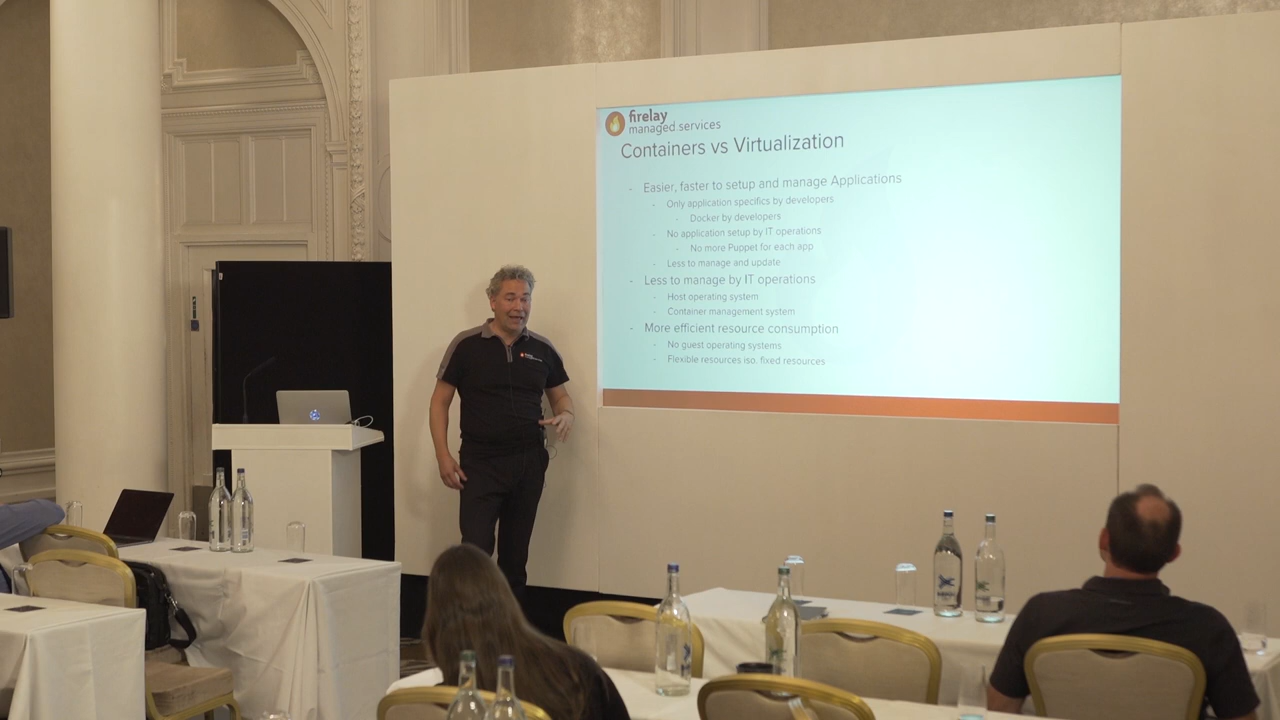 firelay
managed services
Containers vs Virtualization
- Easier, faster to setup and manage Applications
- Only application specifics by developers
- Docker by developers
- No application setup by IT operations
- No more Puppet for each app
- Less to manage and update
- Less to manage by IT operations
- Host operating system
- Container management system
- More efficient resource consumption
- No guest operating systems
- Flexible resources iso. fixed resources